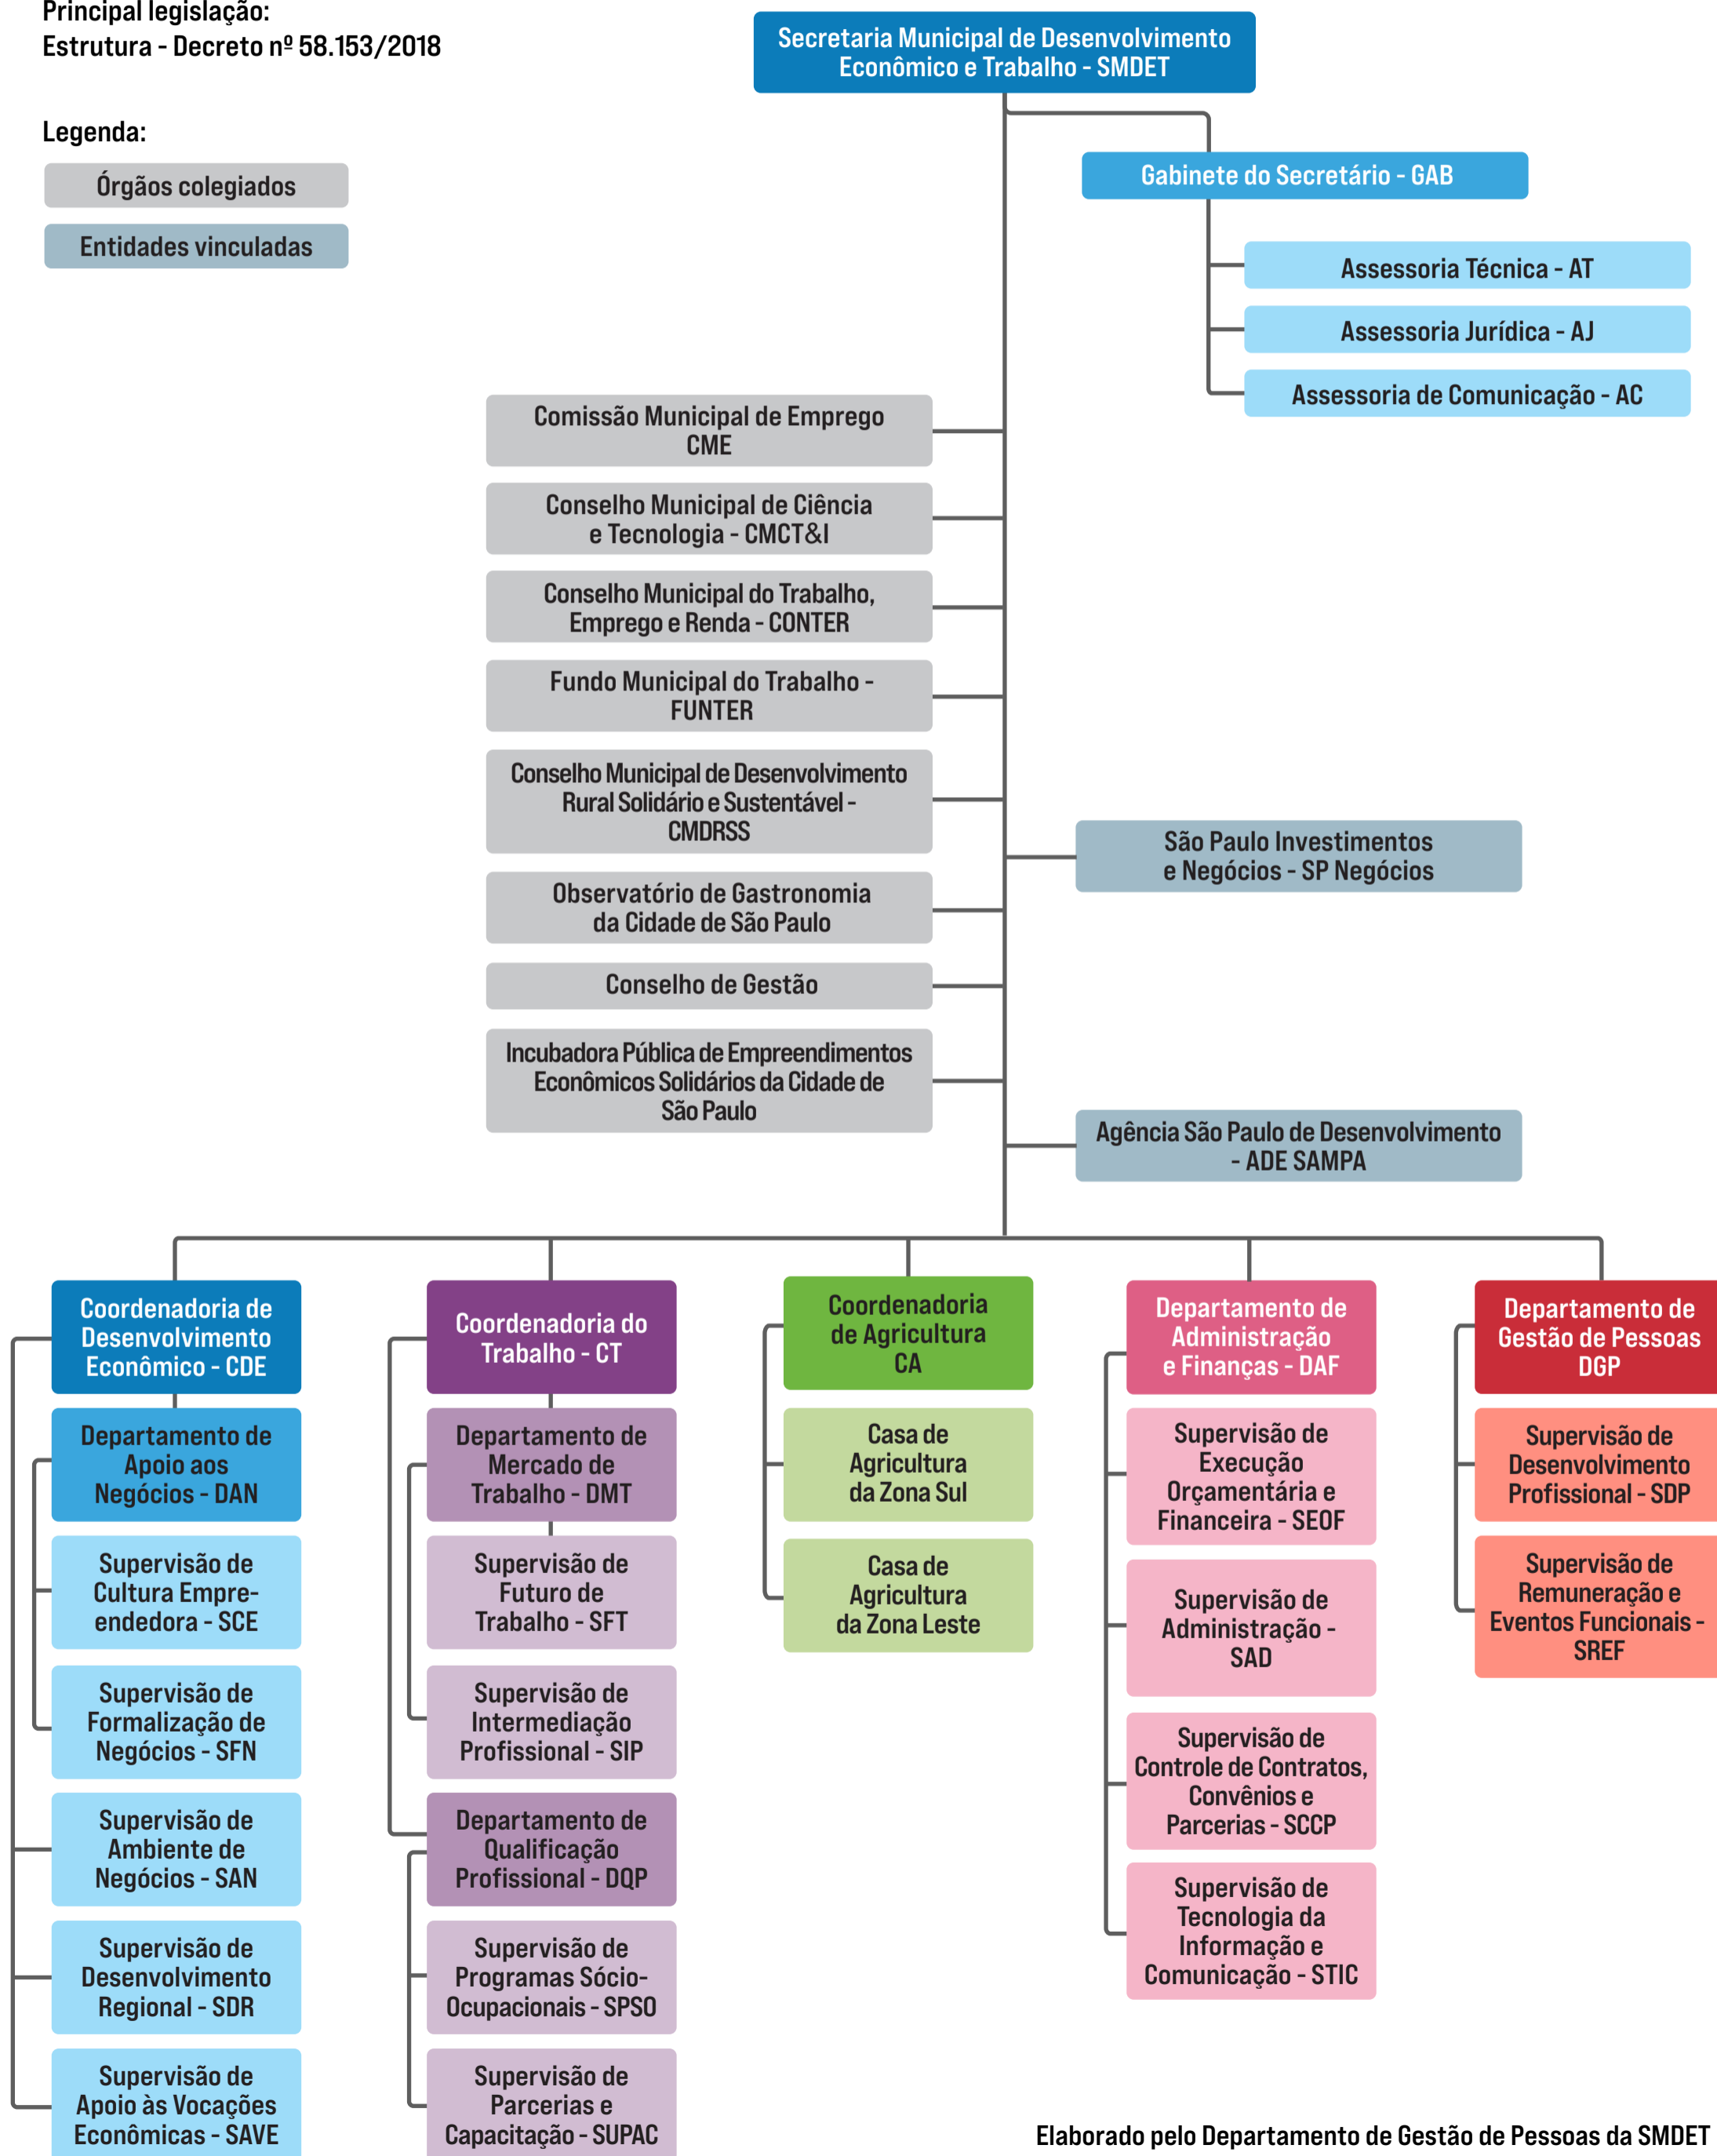 Principal legislação:
Estrutura - Decreto nº 58.153/2018
Legenda:
Órgãos colegiados
Entidades vinculadas
Secretaria Municipal de Desenvolvimento
Econômico e Trabalho - SMDET
Gabinete do Secretário - GAB
Assessoria Técnica - AT
Assessoria Jurídica - AJ
Assessoria de Comunicação - AC
Comissão Municipal de Emprego
CME
Conselho Municipal de Ciência
e Tecnologia - CMCT&I
Conselho Municipal do Trabalho,
Emprego e Renda - CONTER
Fundo Municipal do Trabalho -
FUNTER
Conselho Municipal de Desenvolvimento
Rural Solidário e Sustentável -
CMDRSS
São Paulo Investimentos
e Negócios - SP Negócios
Observatório de Gastronomia
da Cidade de São Paulo
Conselho de Gestão
Incubadora Pública de Empreendimentos
Econômicos Solidários da Cidade de
São Paulo
Agência São Paulo de Desenvolvimento
- ADE SAMPA
Coordenadoria de
Desenvolvimento
Econômico - CDE
Departamento de
Apoio aos
Negócios - DAN
Supervisão de
Cultura Empre-
endedora - SCE
Supervisão de
Formalização de
Negócios - SFN
Supervisão de
Ambiente de
Negócios - SAN
Supervisão de
Desenvolvimento
Regional - SDR
Supervisão de
Apoio às Vocações
Econômicas - SAVE
Coordenadoria do
Trabalho - CT
Departamento de
Mercado de
Trabalho - DMT
Supervisão de
Futuro de
Trabalho - SFT
Supervisão de
Intermediação
Profissional - SIP
Departamento de
Qualificação
Profissional - DQP
Supervisão de
Programas Sócio-
Ocupacionais - SPSO
Supervisão de
Parcerias e
Capacitação - SUPAC
Coordenadoria
de Agricultura
CA
Casa de
Agricultura
da Zona Sul
Casa de
Agricultura
da Zona Leste
Departamento de
Administração
e Finanças - DAF
Supervisão de
Execução
Orçamentária e
Financeira - SEOF
Supervisão de
Administração -
SAD
Supervisão de
Controle de Contratos,
Convênios e
Parcerias - SCCP
Supervisão de
Tecnologia da
Informação e
Comunicação - STIC
Departamento de
Gestão de Pessoas
DGP
Supervisão de
Desenvolvimento
Profissional - SDP
Supervisão de
Remuneração e
Eventos Funcionais -
SREF
Elaborado pelo Departamento de Gestão de Pessoas da SMDET